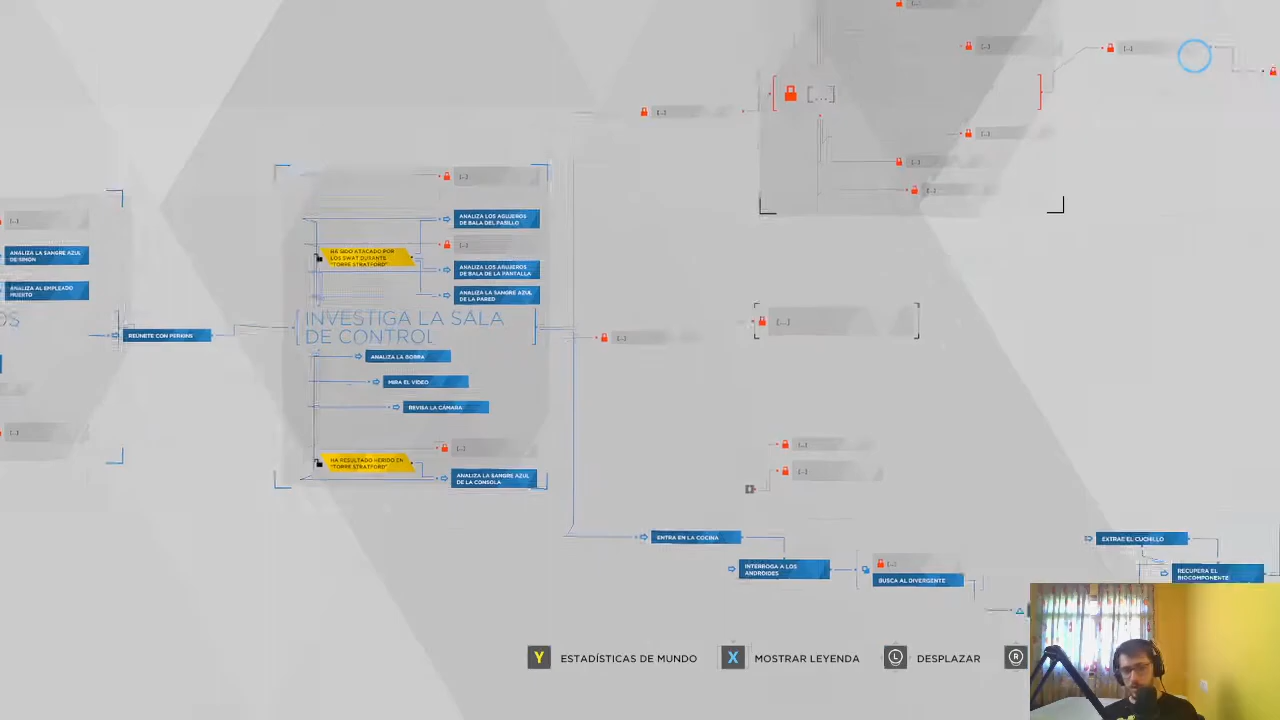 [...]
[...]
[...]
[...]
[...]
[...]
[...]
[...]
[...]
ANALIZA LOS AGUJEROS
DE BALA DEL PASILLO
[...]
HA SIDO ATACADO POR
LOS SWAT DURANTE
"TORRE STRATFORD"
[...]
ANALIZA LA SANGRE AZUL
DE SIMON
ANALIZA LOS AGUJEROS
DE BALA DE LA PANTALLA
ANALIZA AL EMPLEADO
MUERTO
ANALIZA LA SANGRE AZUL
DE LA PARED
OS
INVESTIGA LA SALA
DE CONTROL
REÚNETE CON PERKINS
[...]
[...]
ANALIZA LA GORRA
MIRA EL VÍDEO
REVISA LA CÁMARA
[...]
[...]
[...]
HA RESULTADO HERIDO EN
"TORRE STRATFORD"
ANALIZA LA SANGRE AZUL
DE LA CONSOLA
[...]
ENTRA EN LA COCINA
EXTRAE EL CUCHILLO
INTERROGA A LOS
ANDROIDES
[...]
BUSCA AL DIVERGENTE
RECUPERA EL
BIOCOMPONENTE
Y ESTADÍSTICAS DE MUNDO
X MOSTRAR LEYENDA
L DESPLAZAR
R